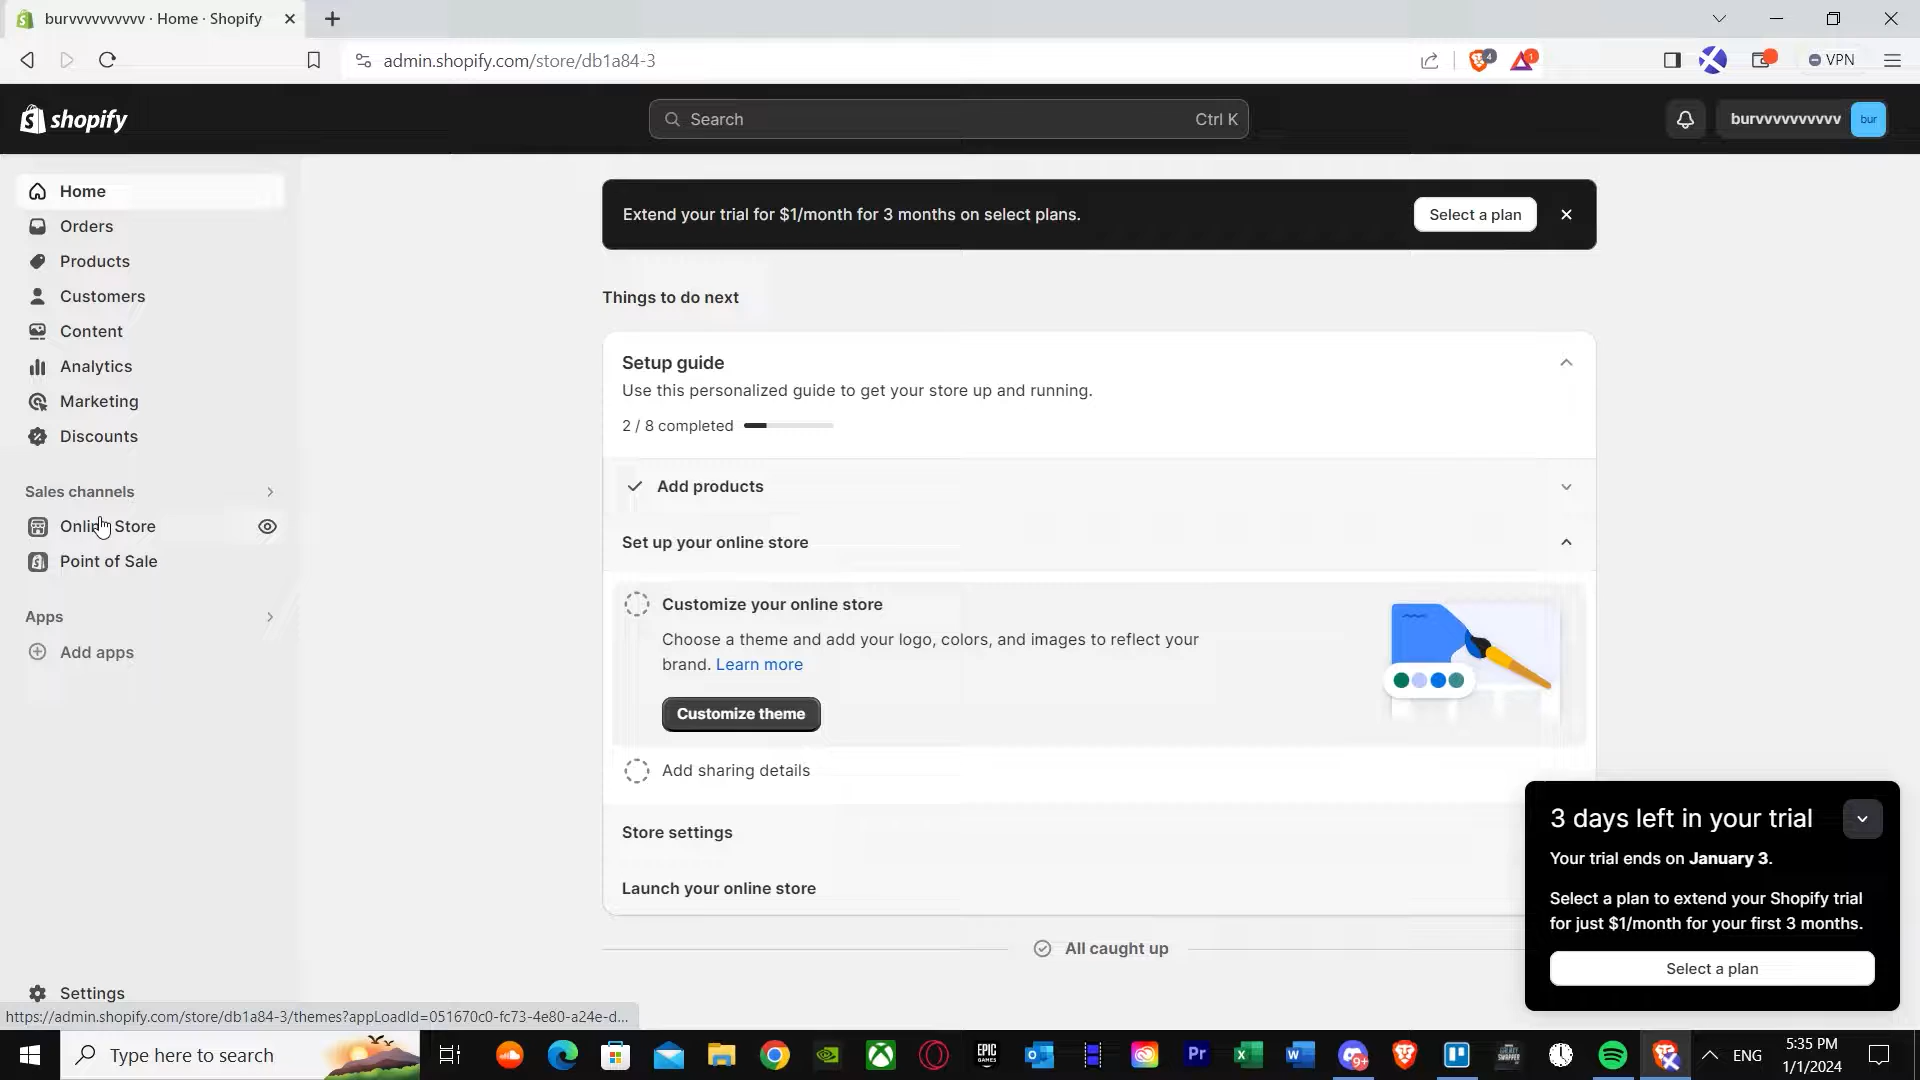 burvvvvvvvvvv · Home · Shopify
admin.shopify.com/store/db1a84-3
4
1
VPN
shopify
Search
Ctrl K
burvvvvvvvvvv
bur
Home
Orders
Products
Customers
Content
Analytics
Marketing
Discounts
Sales channels
Online Store
Point of Sale
Apps
Add apps
Settings
Extend your trial for $1/month for 3 months on select plans.
Select a plan
Things to do next
Setup guide
Use this personalized guide to get your store up and running.
2 / 8 completed
Add products
Set up your online store
Customize your online store
Choose a theme and add your logo, colors, and images to reflect your
brand. Learn more
Customize theme
Add sharing details
Store settings
Launch your online store
All caught up
3 days left in your trial
Your trial ends on January 3.
Select a plan to extend your Shopify trial
for just $1/month for your first 3 months.
Select a plan
https://admin.shopify.com/store/db1a84-3/themes?appLoadId=051670c0-fc73-4e80-a24e-d...
Type here to search
EPIC
GAMES
Pr
9+
ENG
5:35 PM
1/1/2024